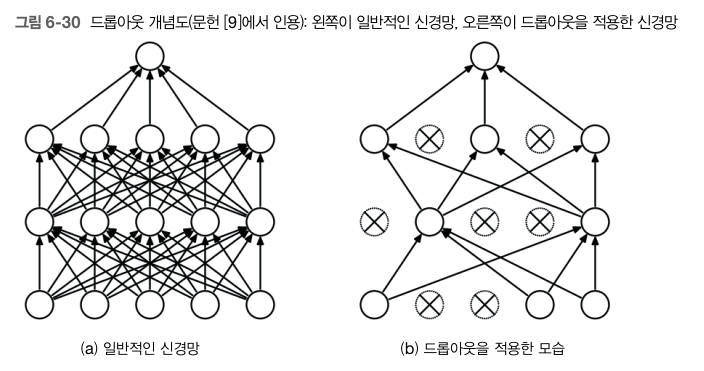 그림 6-30 드롭아웃 개념도(문헌 [9]에서 인용): 왼쪽이 일반적인 신경망, 오른쪽이 드롭아웃을 적용한 신경망
(a) 일반적인 신경망
(b) 드롭아웃을 적용한 모습